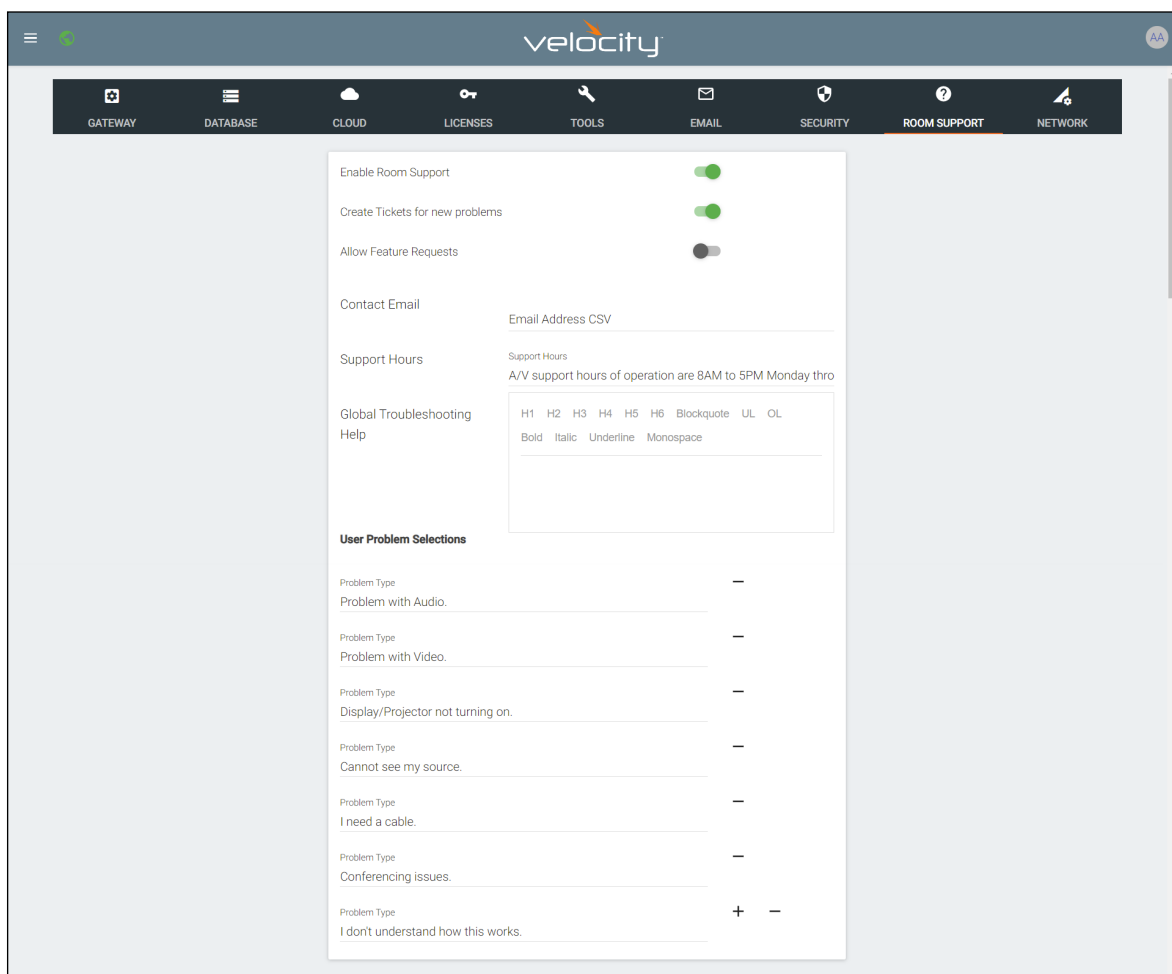 velocity
AA
GATEWAY DATABASE CLOUD LICENSES TOOLS EMAIL SECURITY ROOM SUPPORT NETWORK
Enable Room Support
Create Tickets for new problems
Allow Feature Requests
Contact Email
Email Address CSV
Support Hours
Support Hours
A/V support hours of operation are 8AM to 5PM Monday thro
Global Troubleshooting
Help
H1 H2 H3 H4 H5 H6 Blockquote UL OL
Bold Italic Underline Monospace
User Problem Selections
Problem Type
Problem with Audio.
Problem Type
Problem with Video.
Problem Type
Display/Projector not turning on.
Problem Type
Cannot see my source.
Problem Type
I need a cable.
Problem Type
Conferencing issues.
Problem Type
I don't understand how this works.